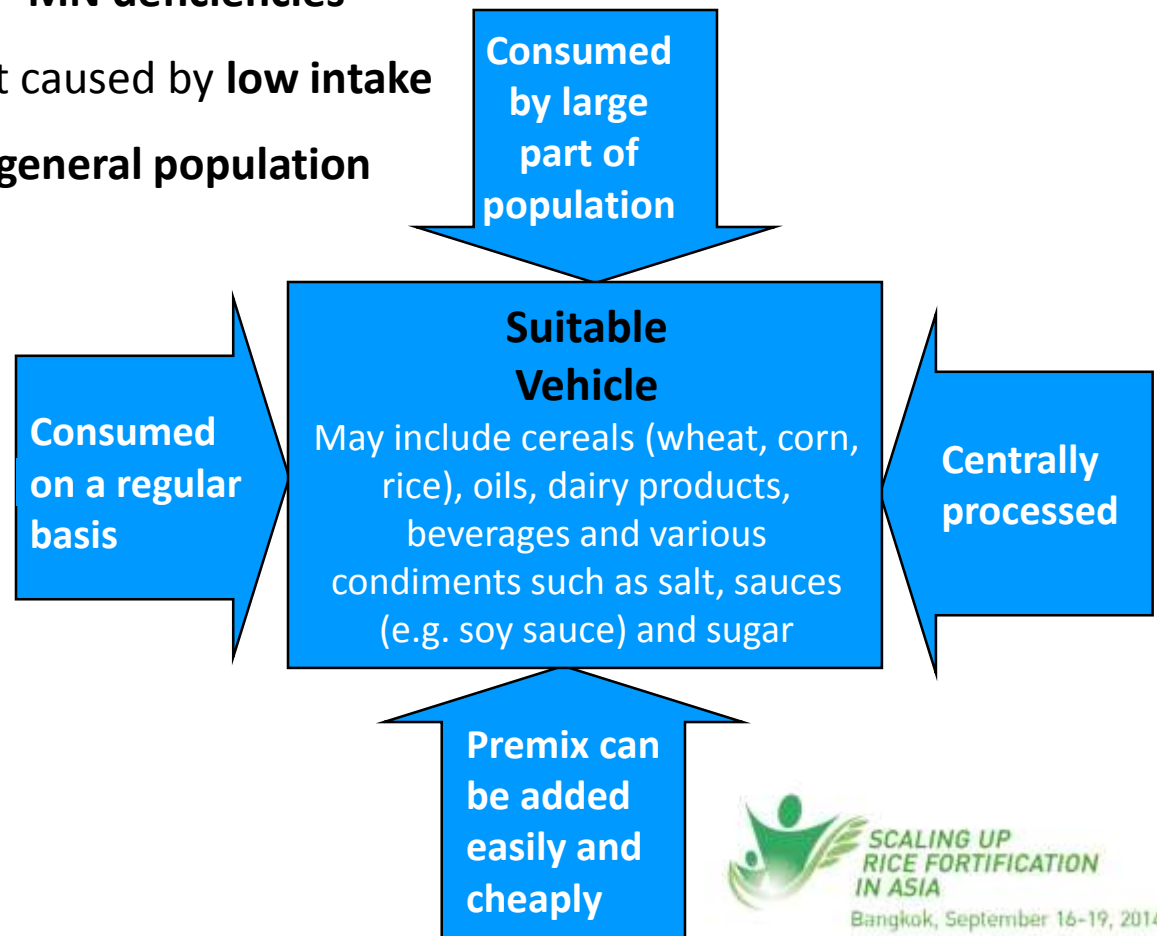 MN deficiencies
t caused by low intake
general population
Consumed
by large
part of
population
Consumed
on a regular
basis
Suitable
Vehicle
May include cereals (wheat, corn,
rice), oils, dairy products,
beverages and various
condiments such as salt, sauces
(e.g. soy sauce) and sugar
Centrally
processed
Premix can
be added
easily and
cheaply
SCALING UP
RICE FORTIFICATION
IN ASIA
Bangkok, September 16-19, 2014